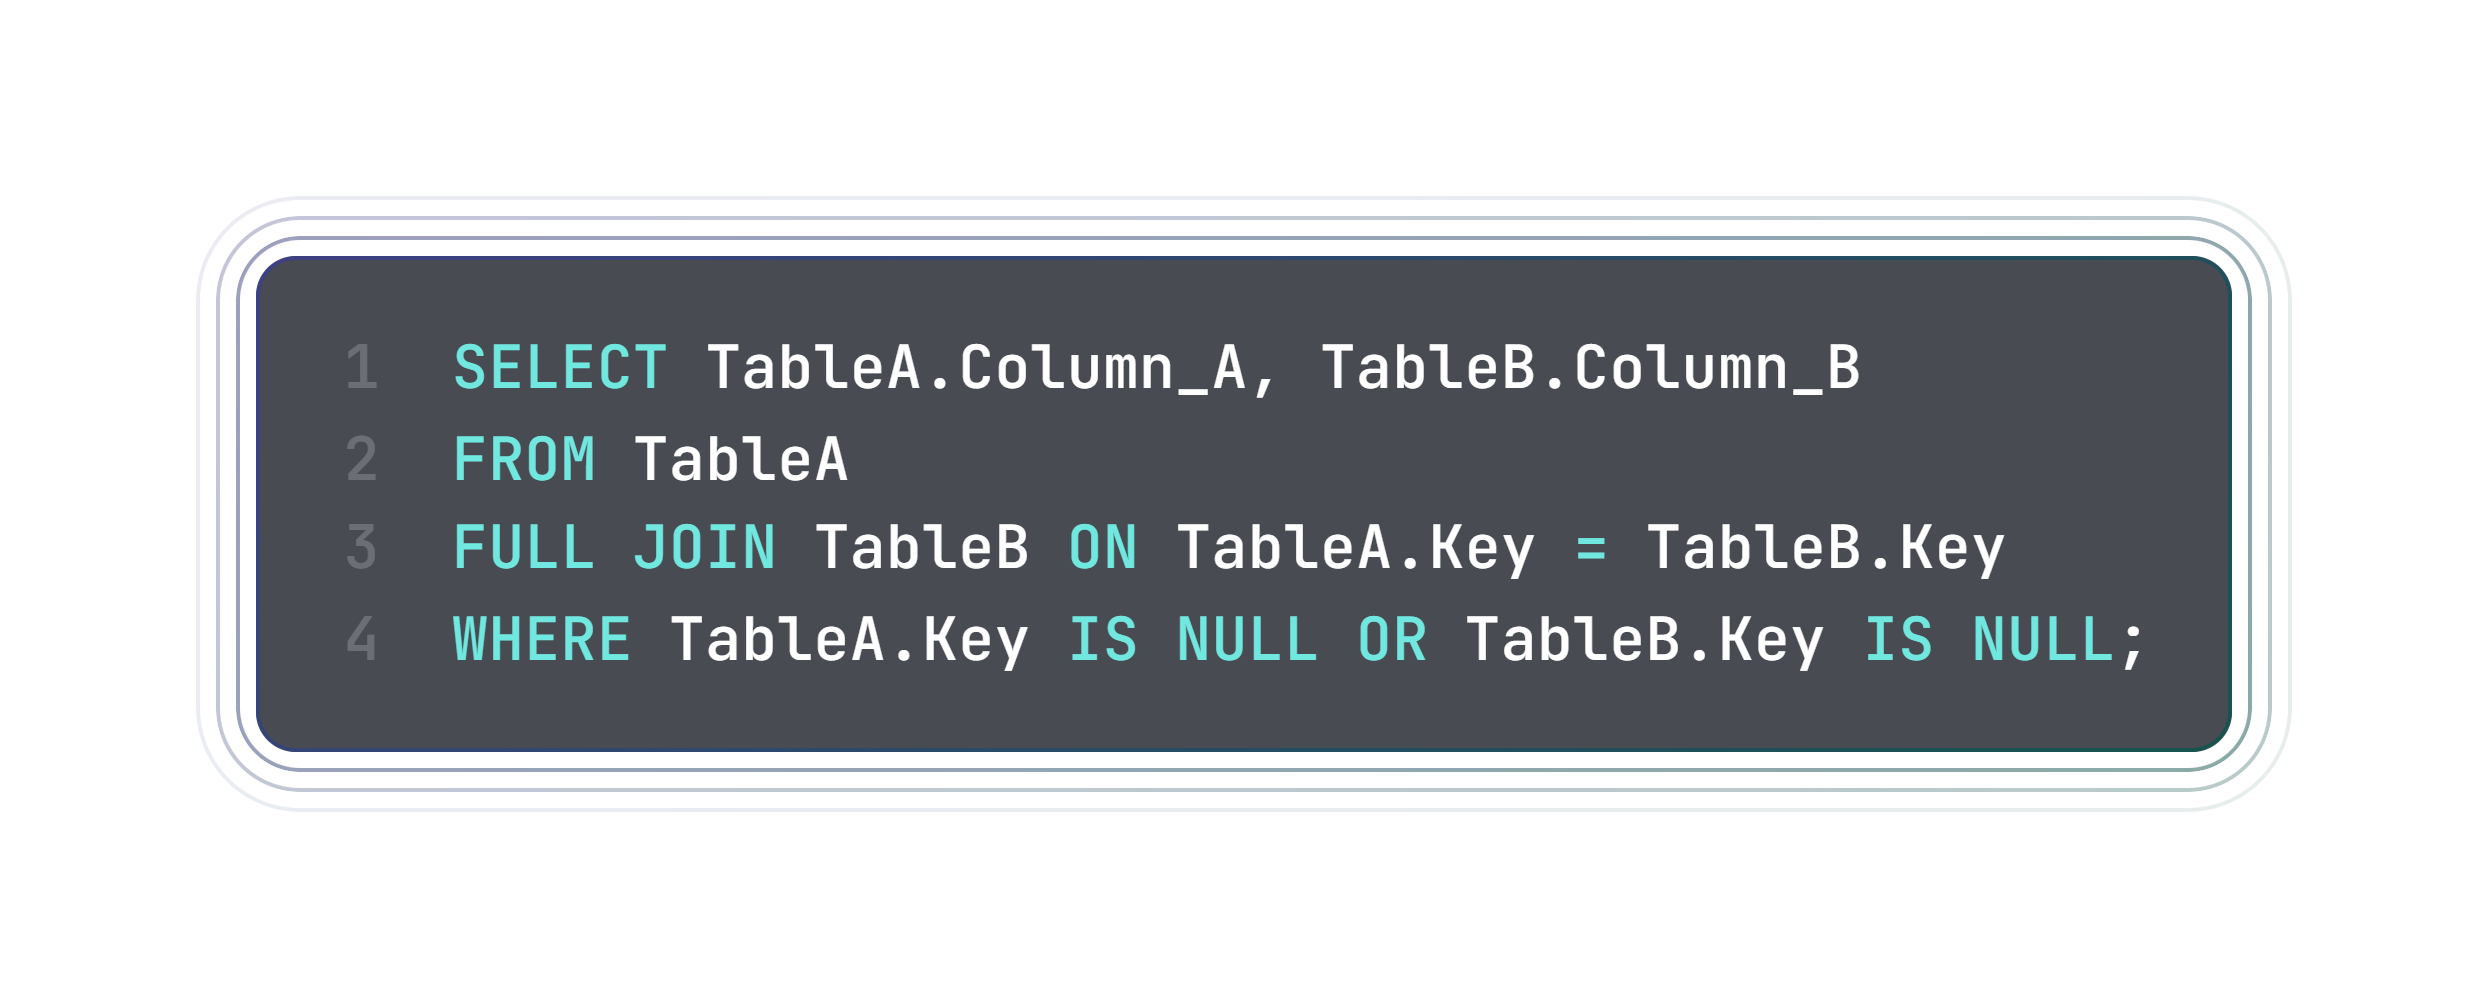 1 SELECT TableA.Column_A, TableB.Column_B
2 FROM TableA
3 FULL JOIN TableB ON TableA.Key = TableB.Key
4 WHERE TableA.Key IS NULL OR TableB.Key IS NULL;